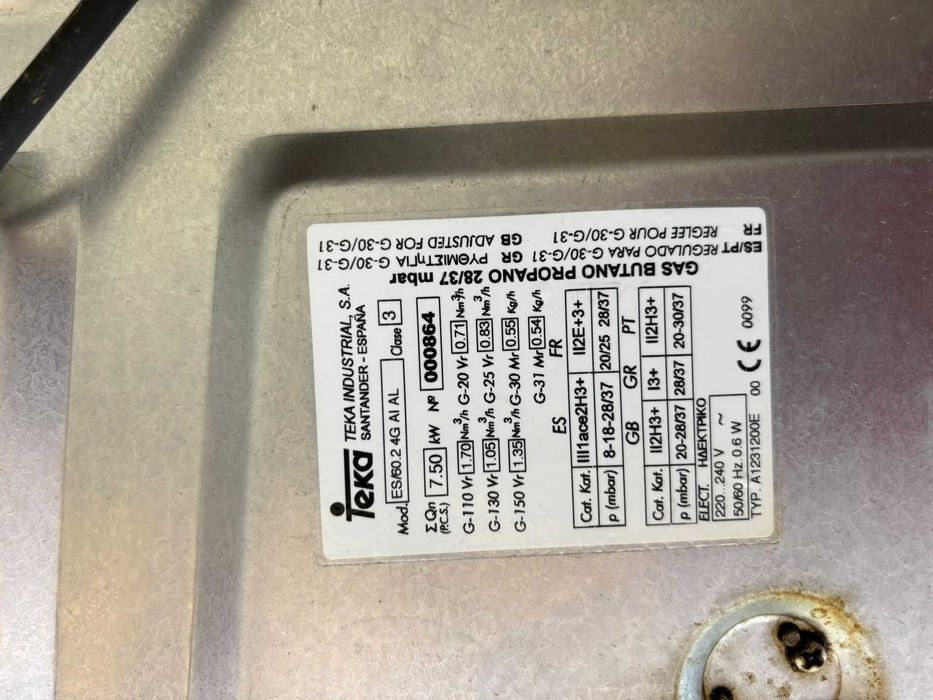 Teka TEKA INDUSTRIAL, S.A.
SANTANDER - ESPAÑA
Mod. ES/60.2 4G AI AL Clase 3
Σ Qn 7.50 kW Nº 000864
(P.C.S.)
G-110 Vr 1.70 Nm³/h G-20 Vr 0.71 Nm³/h
G-130 Vr 1.05 Nm³/h G-25 Vr 0.83 Nm³/h
G-150 Vr 1.35 Nm³/h G-30 Mr 0.55 Kg/h
G-31 Mr 0.54 Kg/h
ES FR
Cat. Kat. III1ace2H3+ II2E+3+
p (mbar) 8-18-28/37 20/25 28/37
GB GR PT
Cat. Kat. II2H3+ I3+ II2H3+
p (mbar) 20-28/37 28/37 20-30/37
ELECT. ΗΛΕΚΤΡΙΚΟ
220...240 V ~
50/60 Hz 0.6 W
TYP. A1231200E 00 CE 0099
GAS BUTANO PROPANO 28/37 mbar
ES/PT REGULADO PARA G-30/G-31 GR ΡΥΘΜΙΣΤΗΓΙΑ G-30/G-31
FR REGLEE POUR G-30/G-31 GB ADJUSTED FOR G-30/G-31